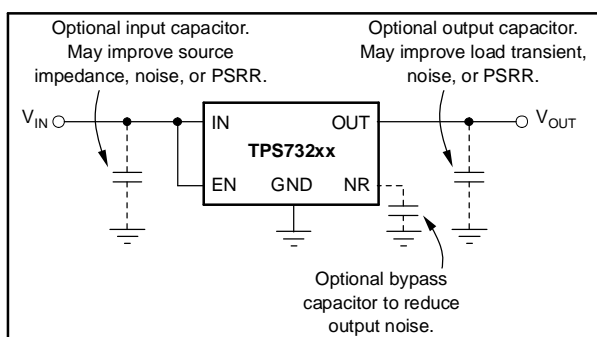 Optional input capacitor.
May improve source
impedance, noise, or PSRR.
Optional output capacitor.
May improve load transient,
noise, or PSRR.
VIN
IN
OUT
VOUT
TPS732xx
EN
GND
NR
Optional bypass
capacitor to reduce
output noise.